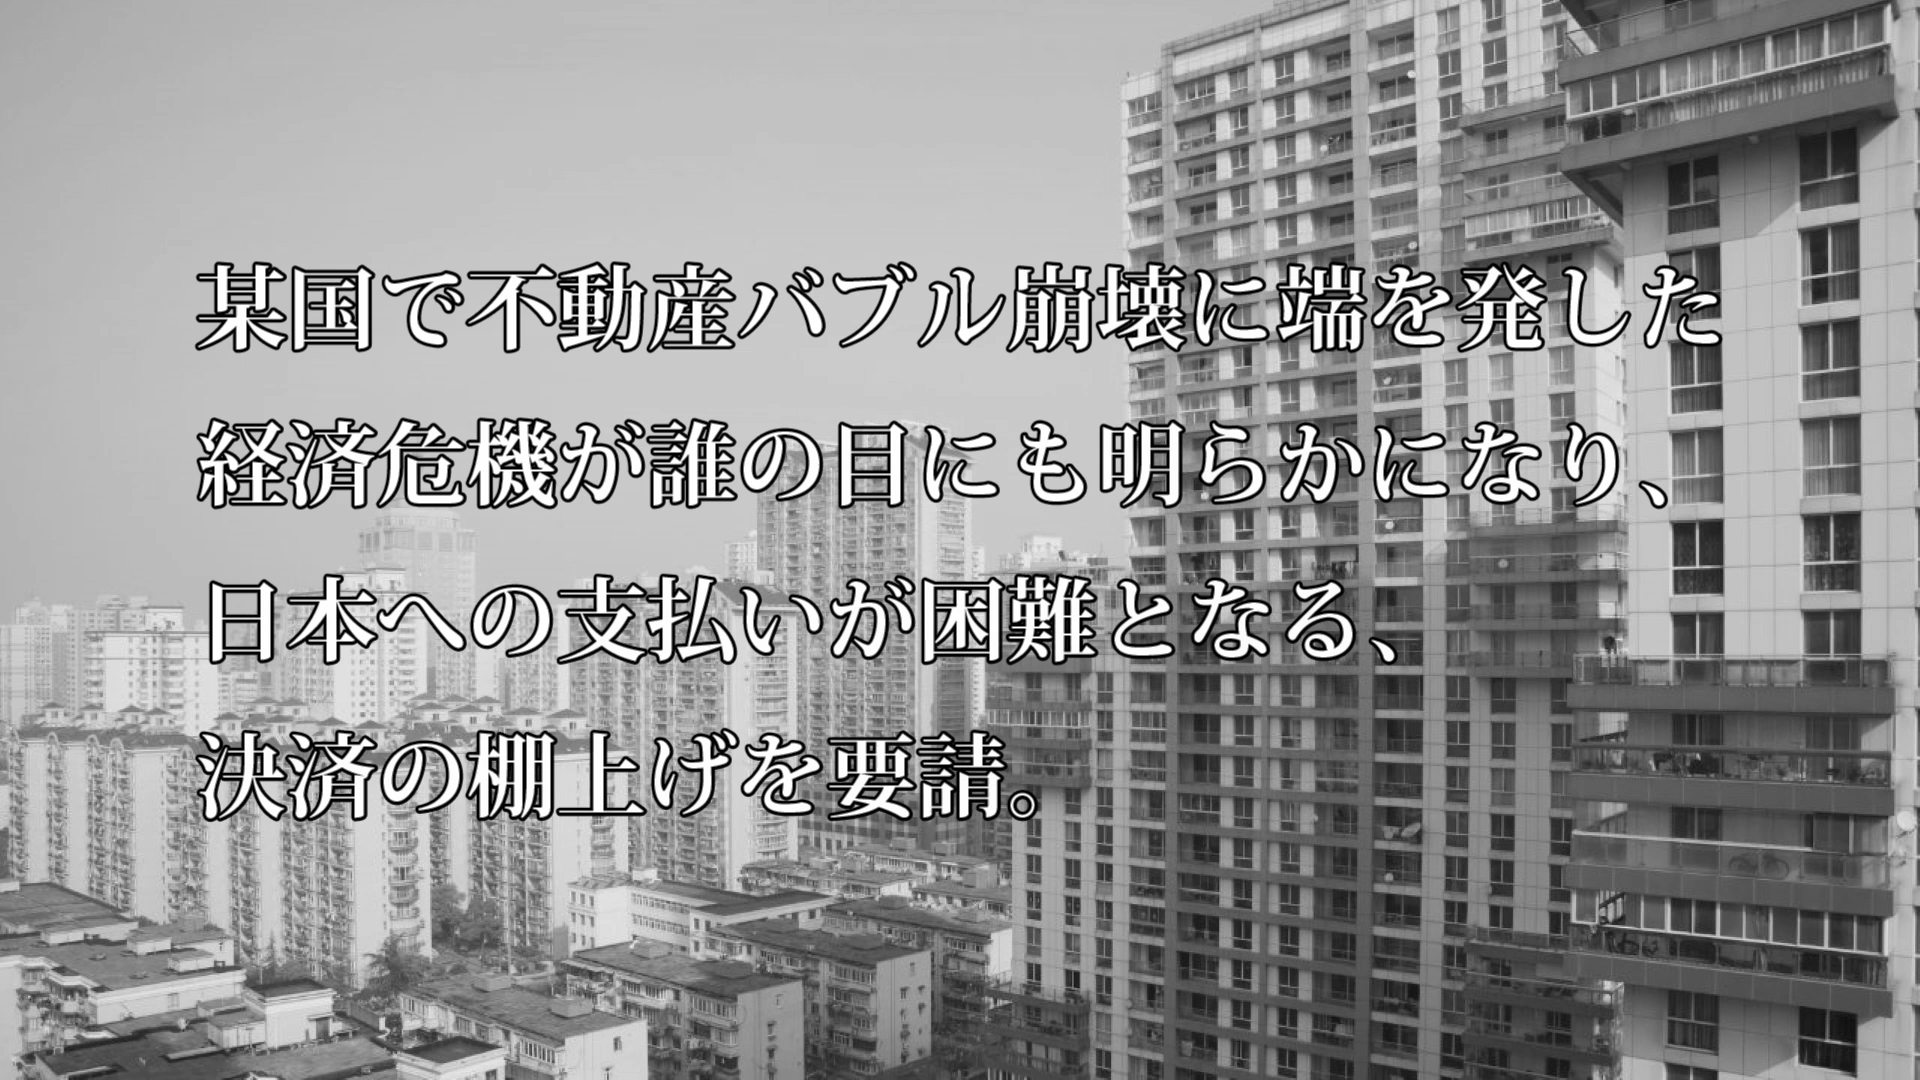 某国で不動産バブル崩壊に端を発した
経済危機が誰の目にも明らかになり、
日本への支払いが困難となる、
決済の棚上げを要請。